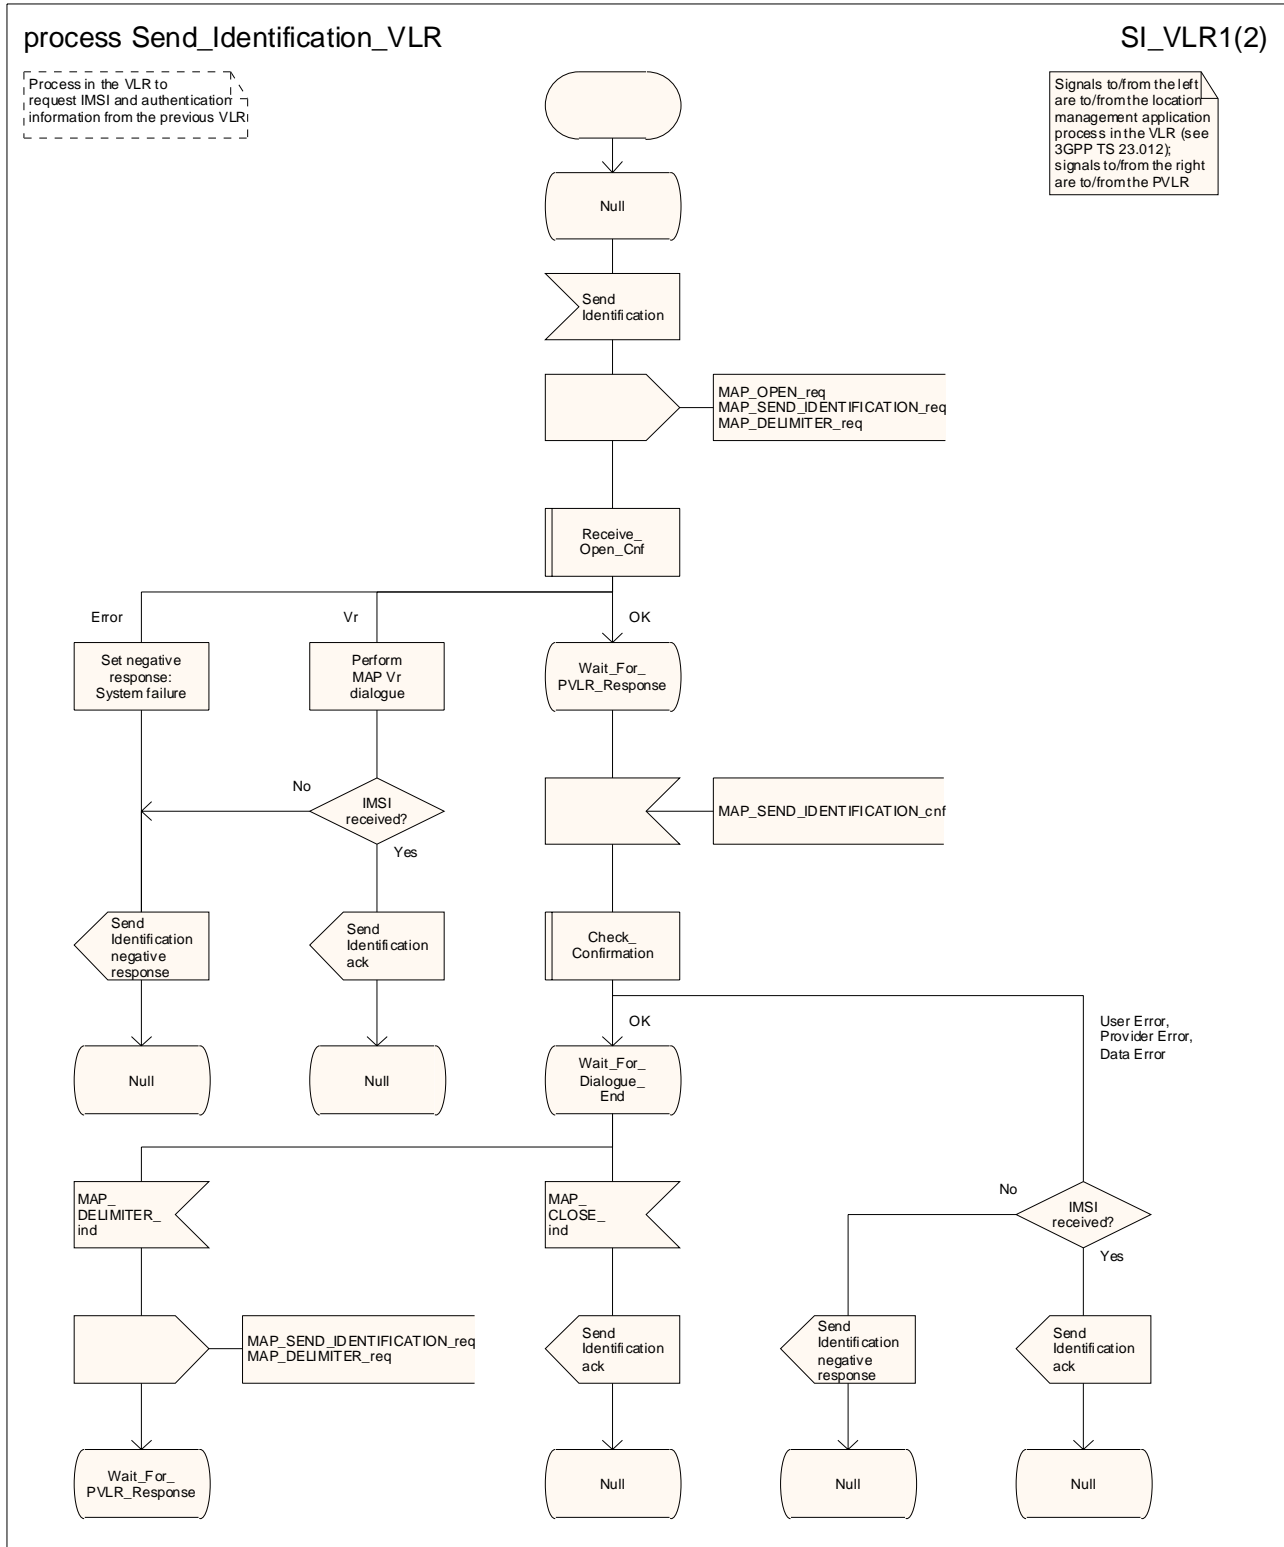 process Send_Identification_VLR
SI_VLR1(2)
Process in the VLR to
request IMSI and authentication
information from the previous VLR
Signals to/from the left
are to/from the location
management application
process in the VLR (see
3GPP TS 23.012);
signals to/from the right
are to/from the PVLR
Null
Send
Identification
MAP_OPEN_req
MAP_SEND_IDENTIFICATION_req
MAP_DELIMITER_req
Receive_
Open_Cnf
Error
Vr
OK
Set negative
response:
System failure
Perform
MAP Vr
dialogue
Wait_For_
PVLR_Response
No
IMSI
received?
Yes
MAP_SEND_IDENTIFICATION_cnf
Send
Identification
negative
response
Send
Identification
ack
Check_
Confirmation
OK
User Error,
Provider Error,
Data Error
Null
Null
Wait_For_
Dialogue_
End
MAP_
DELIMITER_
ind
MAP_
CLOSE_
ind
No
IMSI
received?
Yes
MAP_SEND_IDENTIFICATION_req
MAP_DELIMITER_req
Send
Identification
ack
Send
Identification
negative
response
Send
Identification
ack
Wait_For_
PVLR_Response
Null
Null
Null